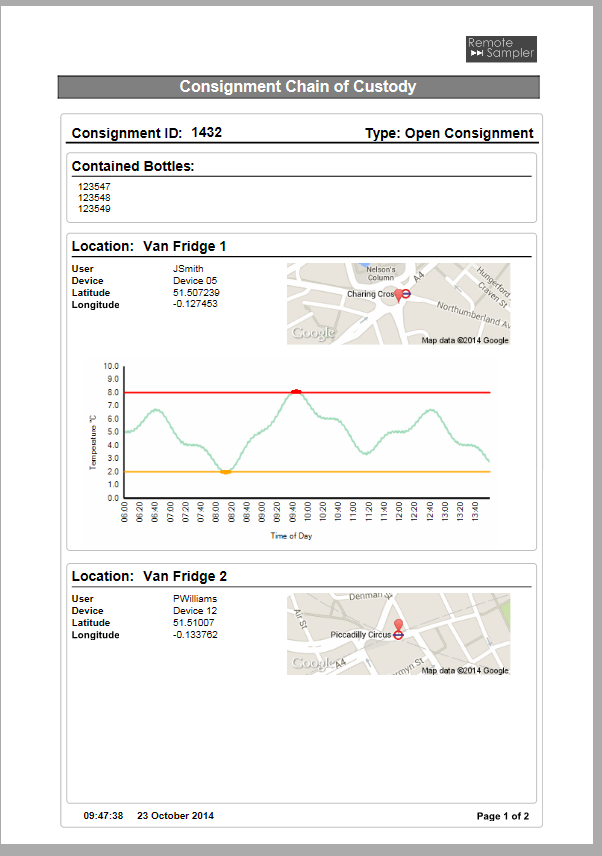 Remote
Sampler
Consignment Chain of Custody
Consignment ID: 1432 Type: Open Consignment
Contained Bottles:
123547
123548
123549
Location: Van Fridge 1
User JSmith
Device Device 05
Latitude 51.507239
Longitude -0.127453
Nelson's
Column
A4
Hungerford
Craven St
Charing Cros
Northumberland Av
Google
Map data ©2014 Google
10.0
9.0
8.0
7.0
6.0
5.0
4.0
3.0
2.0
1.0
0.0
Temperature °C
06:00 06:20 06:40 07:00 07:20 07:40 08:00 08:20 08:40 09:00 09:20 09:40 10:00 10:20 10:40 11:00 11:20 11:40 12:00 12:20 12:40 13:00 13:20 13:40
Time of Day
Location: Van Fridge 2
User PWilliams
Device Device 12
Latitude 51.51007
Longitude -0.133762
Denman
Air St
Piccadilly Circus
Google
A4
ermyn St
Map data ©2014 Google
09:47:38 23 October 2014 Page 1 of 2